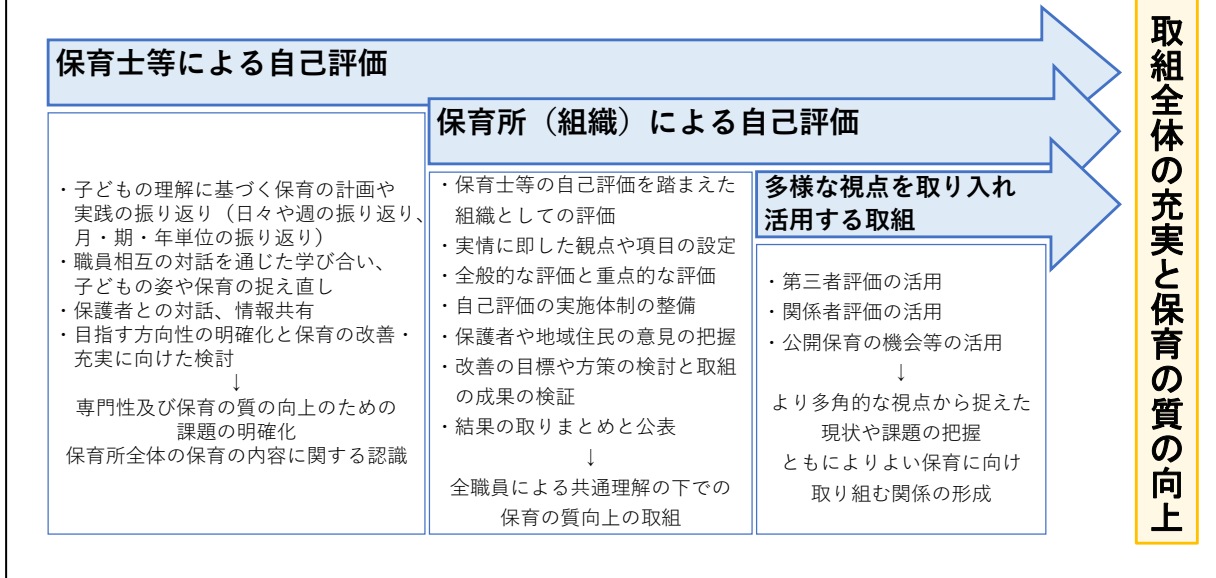 保育士等による自己評価
・子どもの理解に基づく保育の計画や
実践の振り返り（日々や週の振り返り、
月・期・年単位の振り返り）
・職員相互の対話を通じた学び合い、
子どもの姿や保育の捉え直し
・保護者との対話、情報共有
・目指す方向性の明確化と保育の改善・
充実に向けた検討
↓
専門性及び保育の質の向上のための
課題の明確化
保育所全体の保育の内容に関する認識
保育所（組織）による自己評価
・保育士等の自己評価を踏まえた
組織としての評価
・実情に即した観点や項目の設定
・全般的な評価と重点的な評価
・自己評価の実施体制の整備
・保護者や地域住民の意見の把握
・改善の目標や方策の検討と取組
の成果の検証
・結果の取りまとめと公表
↓
全職員による共通理解の下での
保育の質向上の取組
多様な視点を取り入れ
活用する取組
・第三者評価の活用
・関係者評価の活用
・公開保育の機会等の活用
↓
より多角的な視点から捉えた
現状や課題の把握
ともによりよい保育に向け
取り組む関係の形成
取組全体の充実と保育の質の向上